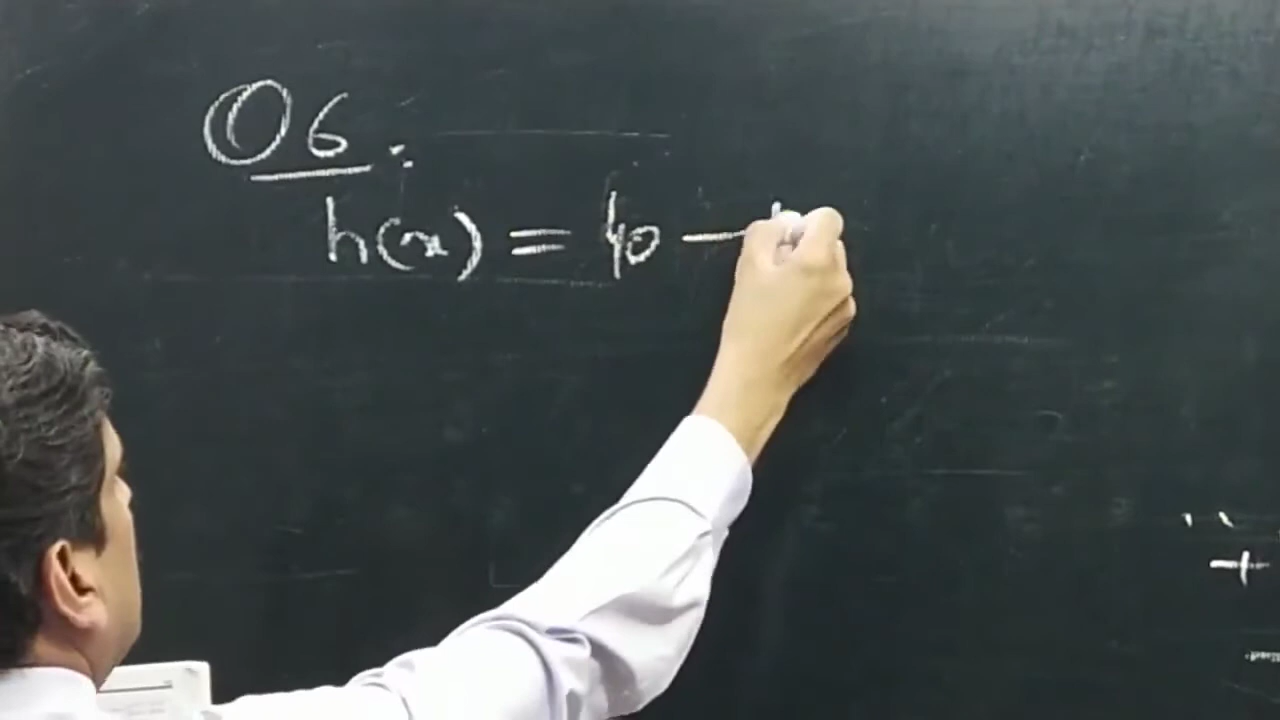 Q6:
h(x) = 40 –
+